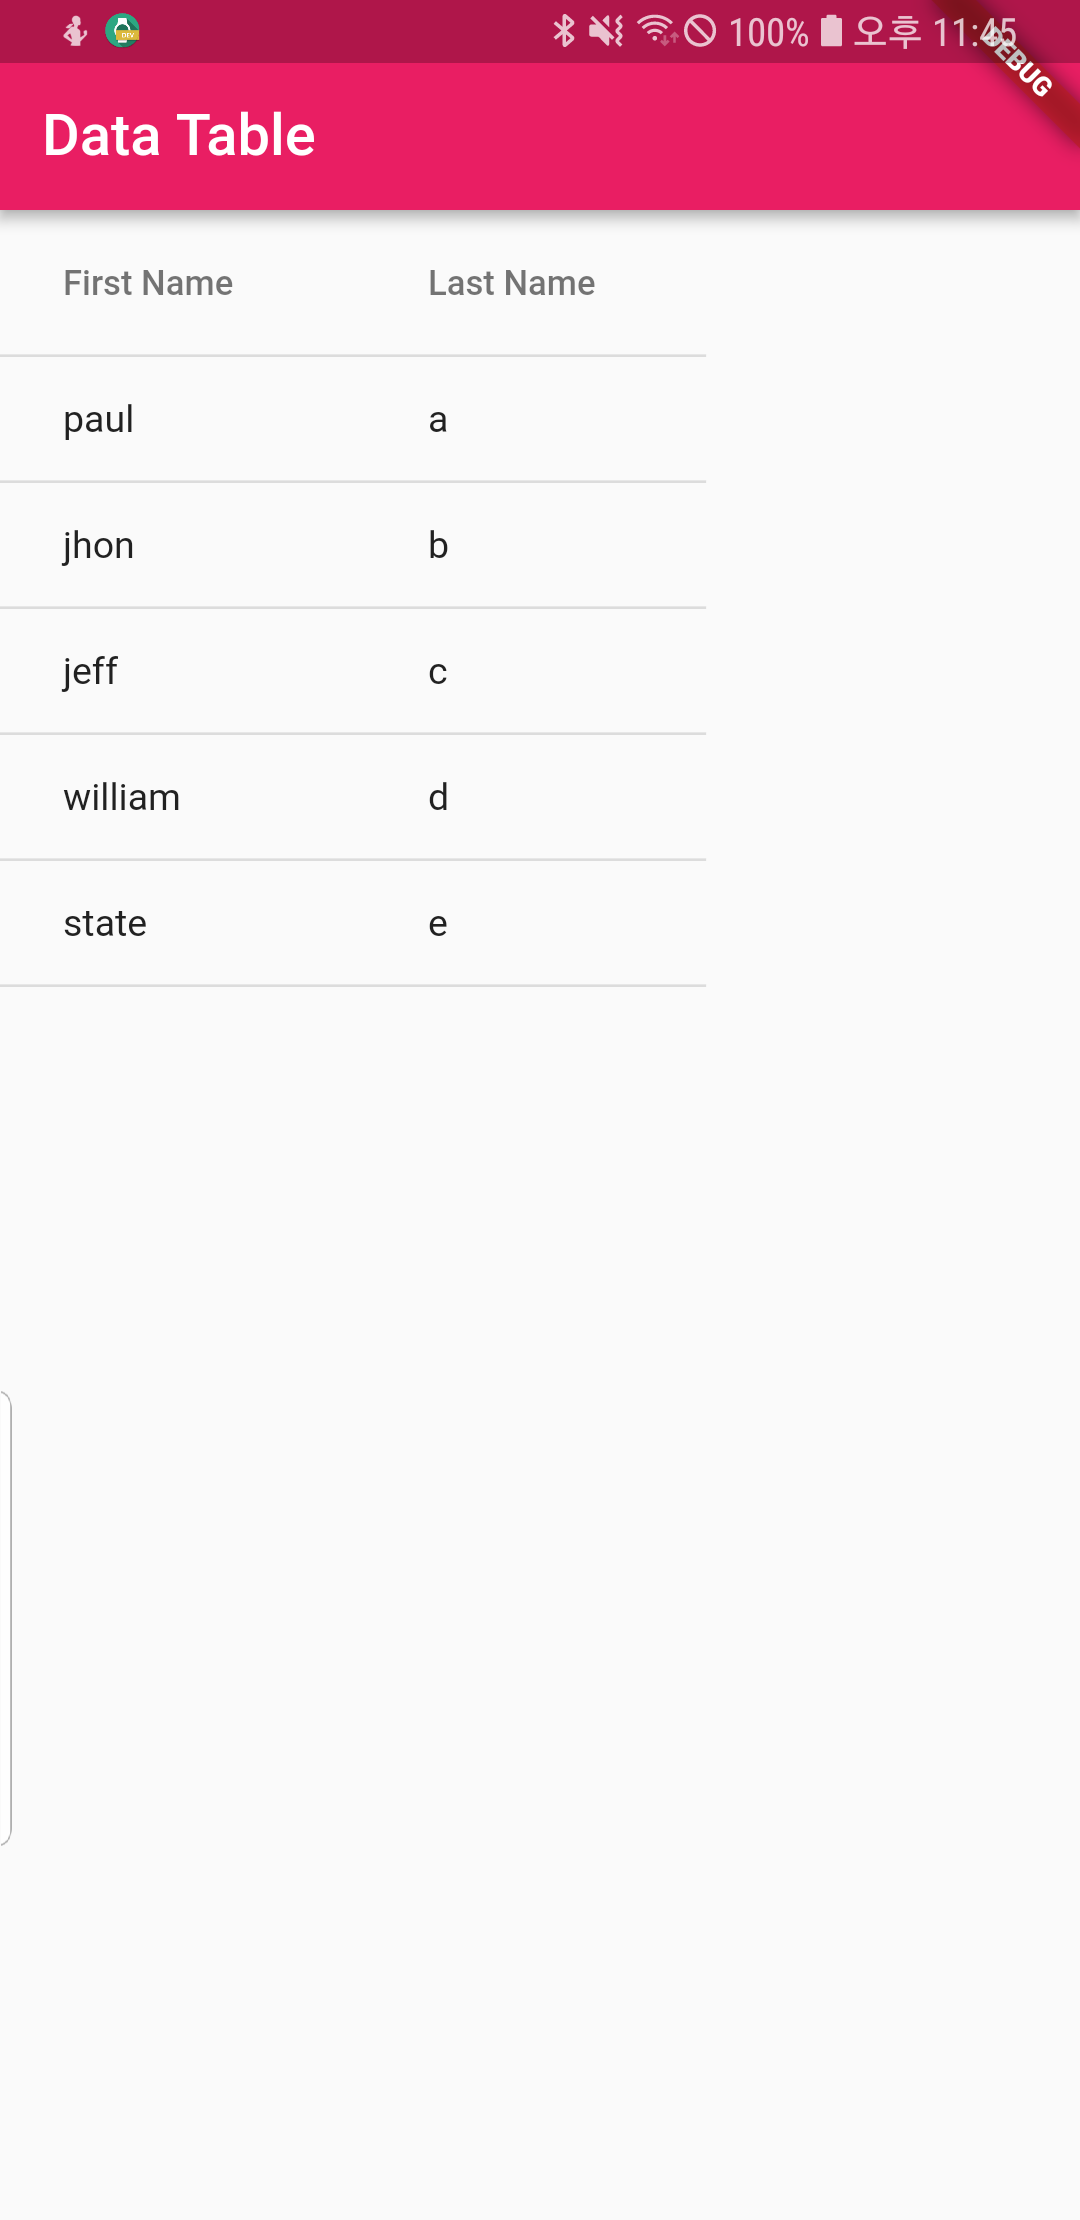 100% 오후 11:45
DEBUG
Data Table
First Name Last Name
paul a
jhon b
jeff c
william d
state e